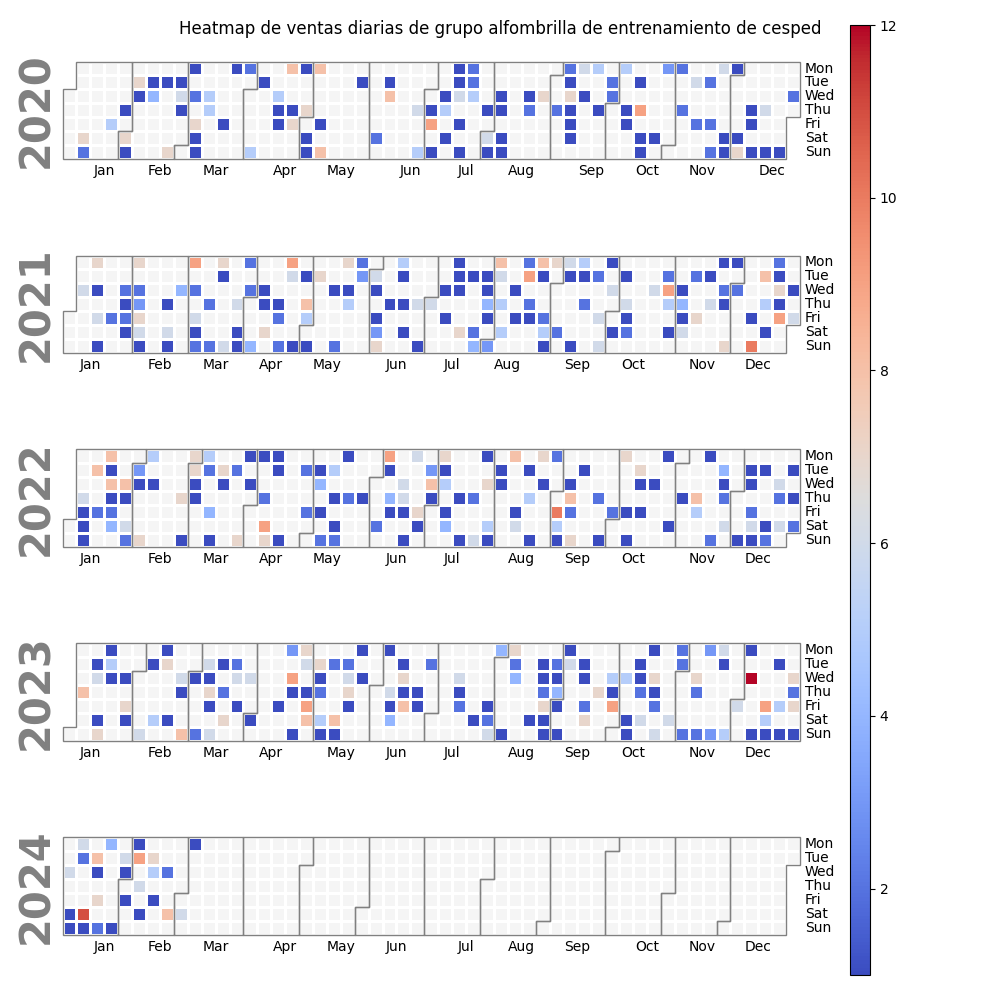 Heatmap de ventas diarias de grupo alfombrilla de entrenamiento de cesped
12
10
8
6
4
2
2020
Mon
Tue
Wed
Thu
Fri
Sat
Sun
Jan Feb Mar Apr May Jun Jul Aug Sep Oct Nov Dec
2021
Mon
Tue
Wed
Thu
Fri
Sat
Sun
Jan Feb Mar Apr May Jun Jul Aug Sep Oct Nov Dec
2022
Mon
Tue
Wed
Thu
Fri
Sat
Sun
Jan Feb Mar Apr May Jun Jul Aug Sep Oct Nov Dec
2023
Mon
Tue
Wed
Thu
Fri
Sat
Sun
Jan Feb Mar Apr May Jun Jul Aug Sep Oct Nov Dec
2024
Mon
Tue
Wed
Thu
Fri
Sat
Sun
Jan Feb Mar Apr May Jun Jul Aug Sep Oct Nov Dec